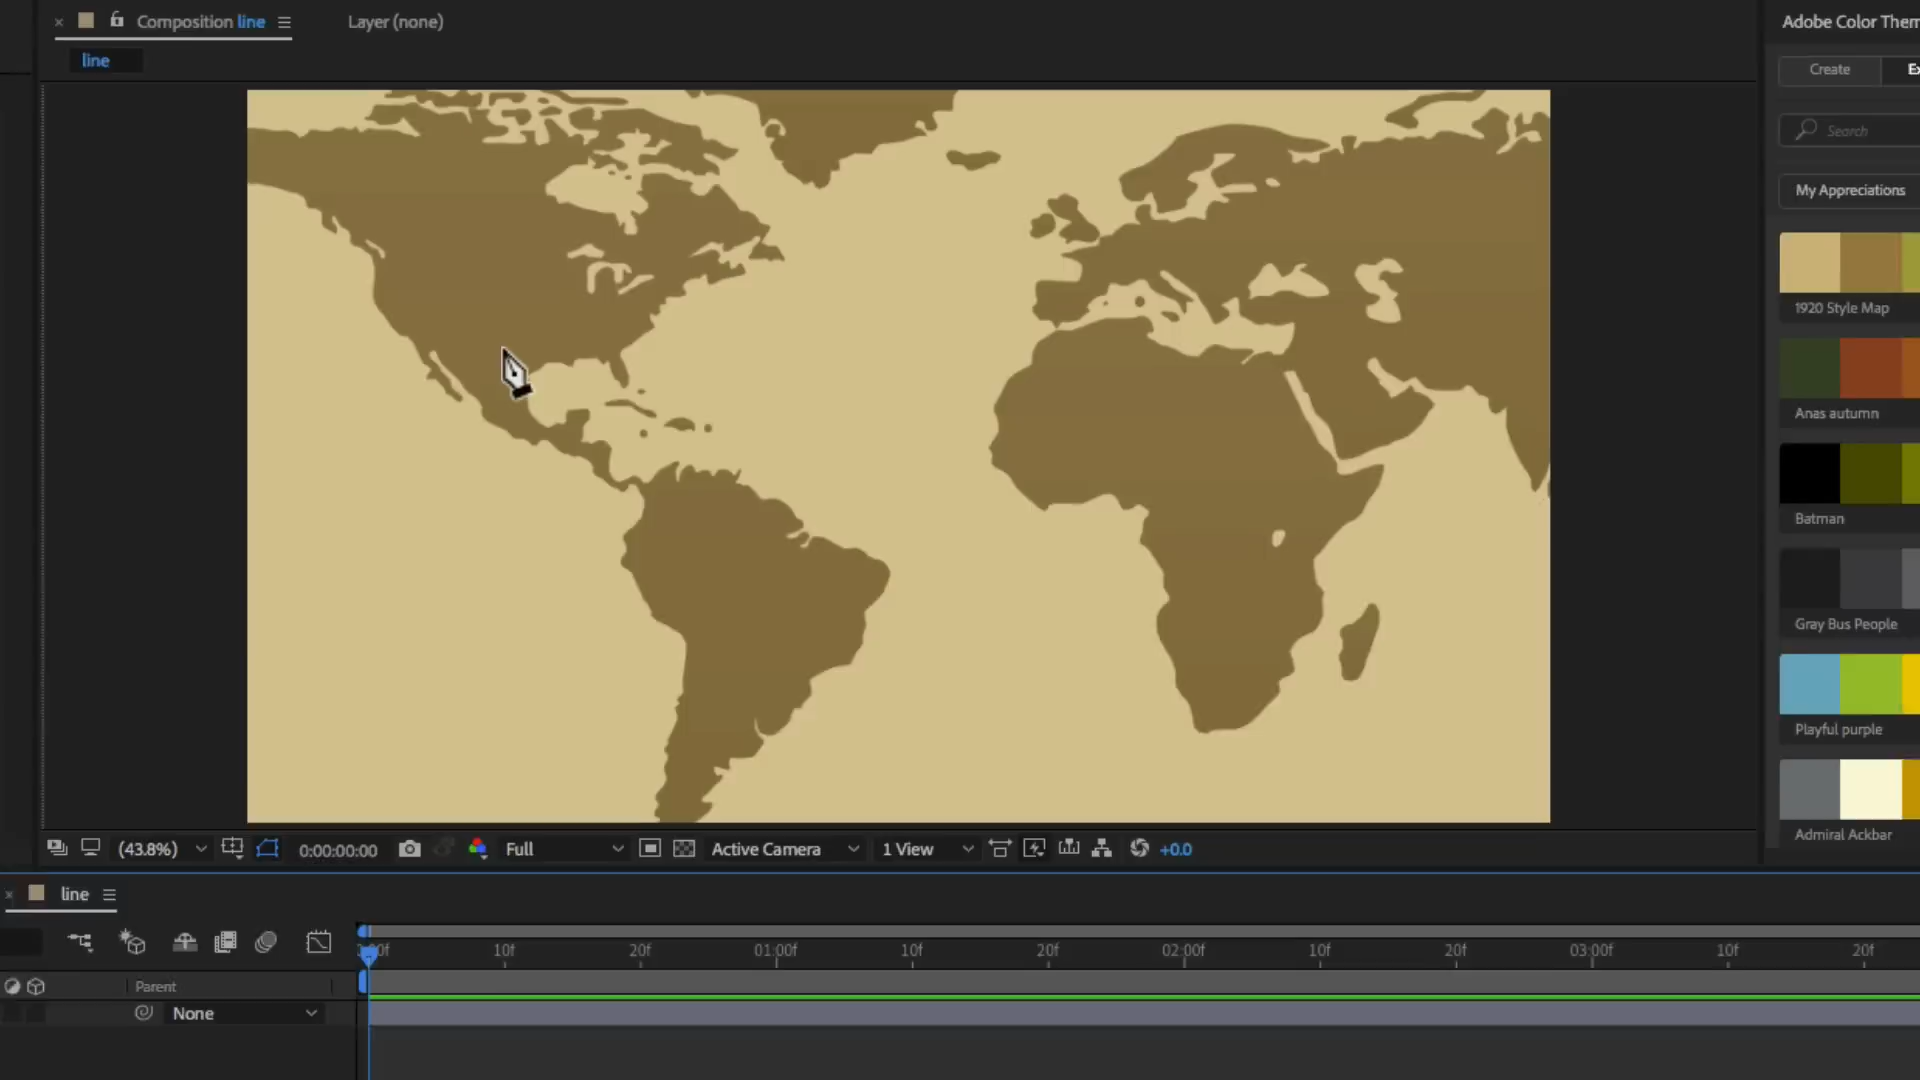 Composition line
Layer (none)
Adobe Color Them
line
Create
Ex
Search
My Appreciations
1920 Style Map
Anas autumn
Batman
Gray Bus People
Playful purple
Admiral Ackbar
(43.8%)
0:00:00:00
Full
Active Camera
1 View
+0.0
line
10f
20f
01:00f
10f
20f
02:00f
10f
20f
03:00f
10f
20f
Parent
None